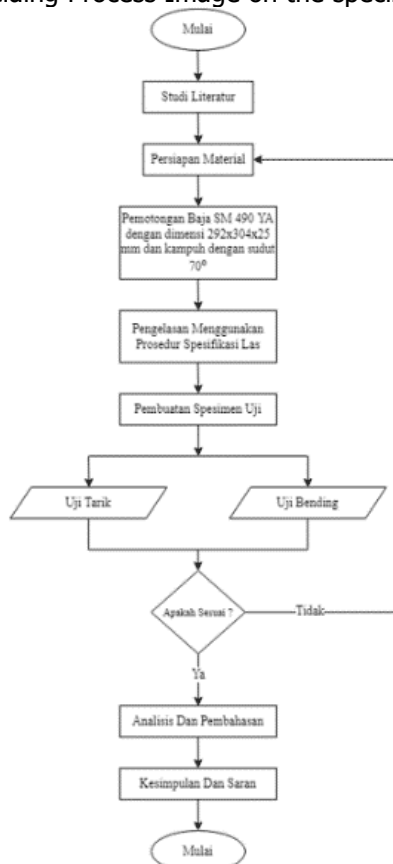 Process Image on the
Mulai
Studi Literatur
Persiapan Material
Pemotongan Baja SM 490 YA
dengan dimensi 292x304x25
mm dan kampuh dengan sudut
70°
Pengelasan Menggunakan
Prosedur Spesifikasi Las
Pembuatan Spesimen Uji
Uji Tarik
Uji Bending
Apakah Sesuai ?
Tidak
Ya
Analisis Dan Pembahasan
Kesimpulan Dan Saran
Mulai